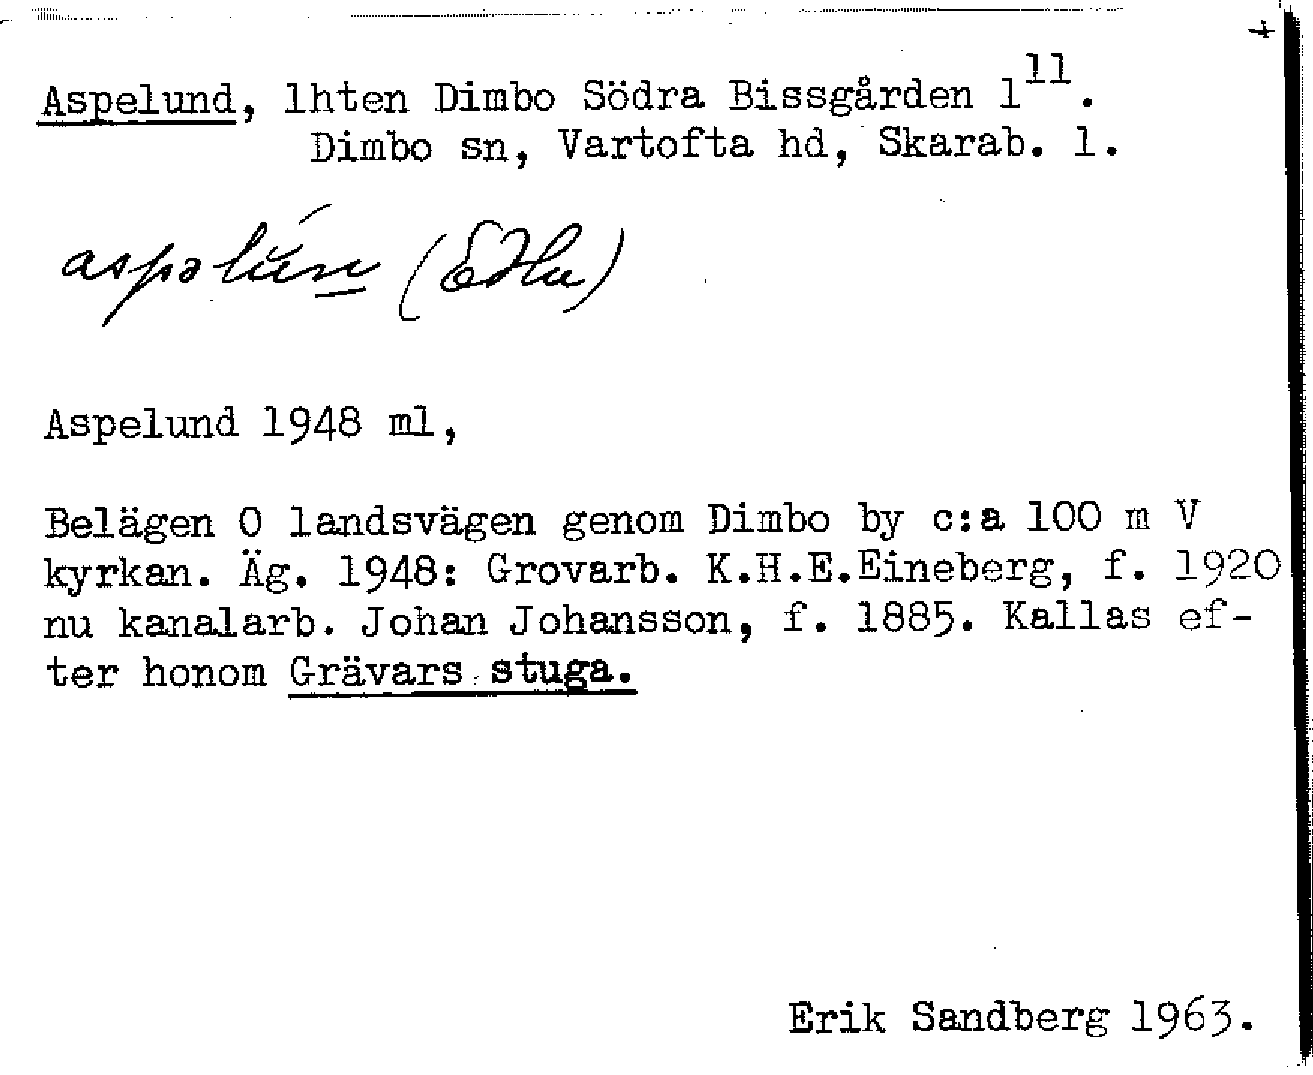 Aspelund, lhten Dimbo Södra Bissgården 1¹¹.
Dimbo sn, Vartofta hd, Skarab. l.
Aspelund 1948 ml,
Belägen O landsvägen genom Dimbo by c:a 100 m V
kyrkan. Äg. 1948: Grovarb. K.H.E.Eineberg, f. 1920
nu kanalarb. Johan Johansson, f. 1885. Kallas ef-
ter honom Grävars stuga.
Erik Sandberg 1963.